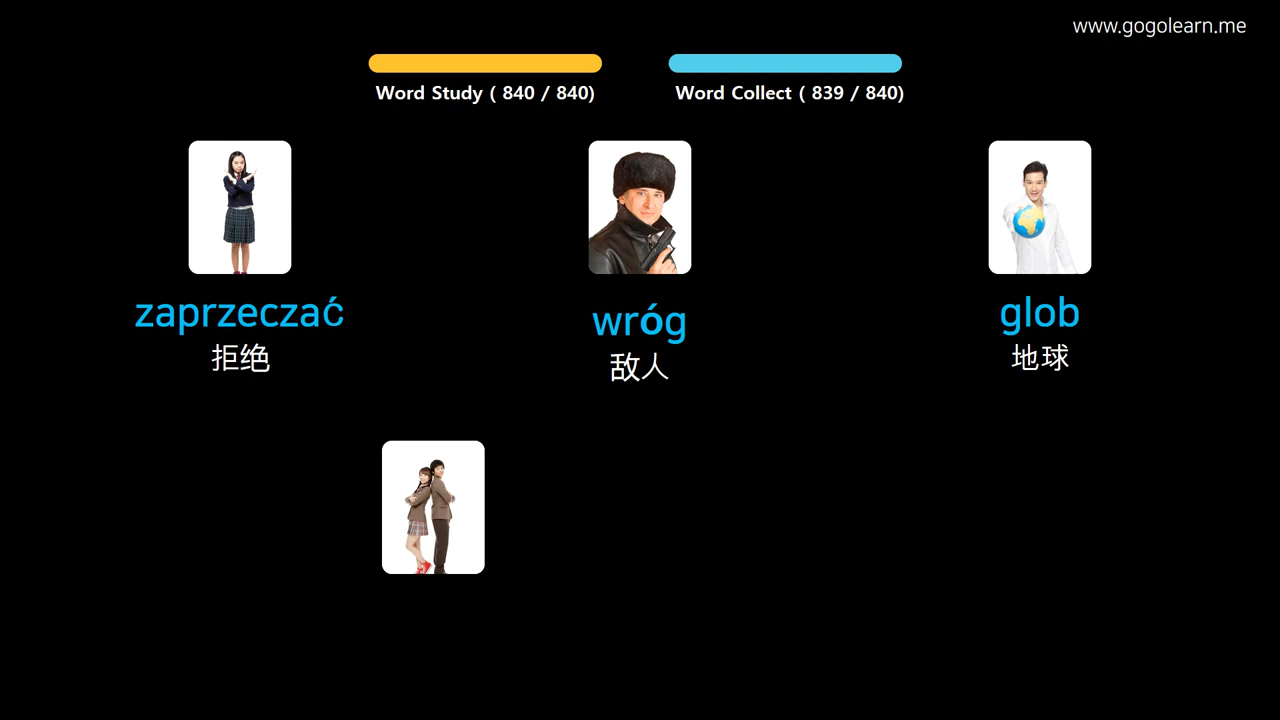 www.gogolearn.me
Word Study ( 840 / 840)
Word Collect ( 839 / 840)
zaprzeczać
拒绝
wróg
敌人
glob
地球